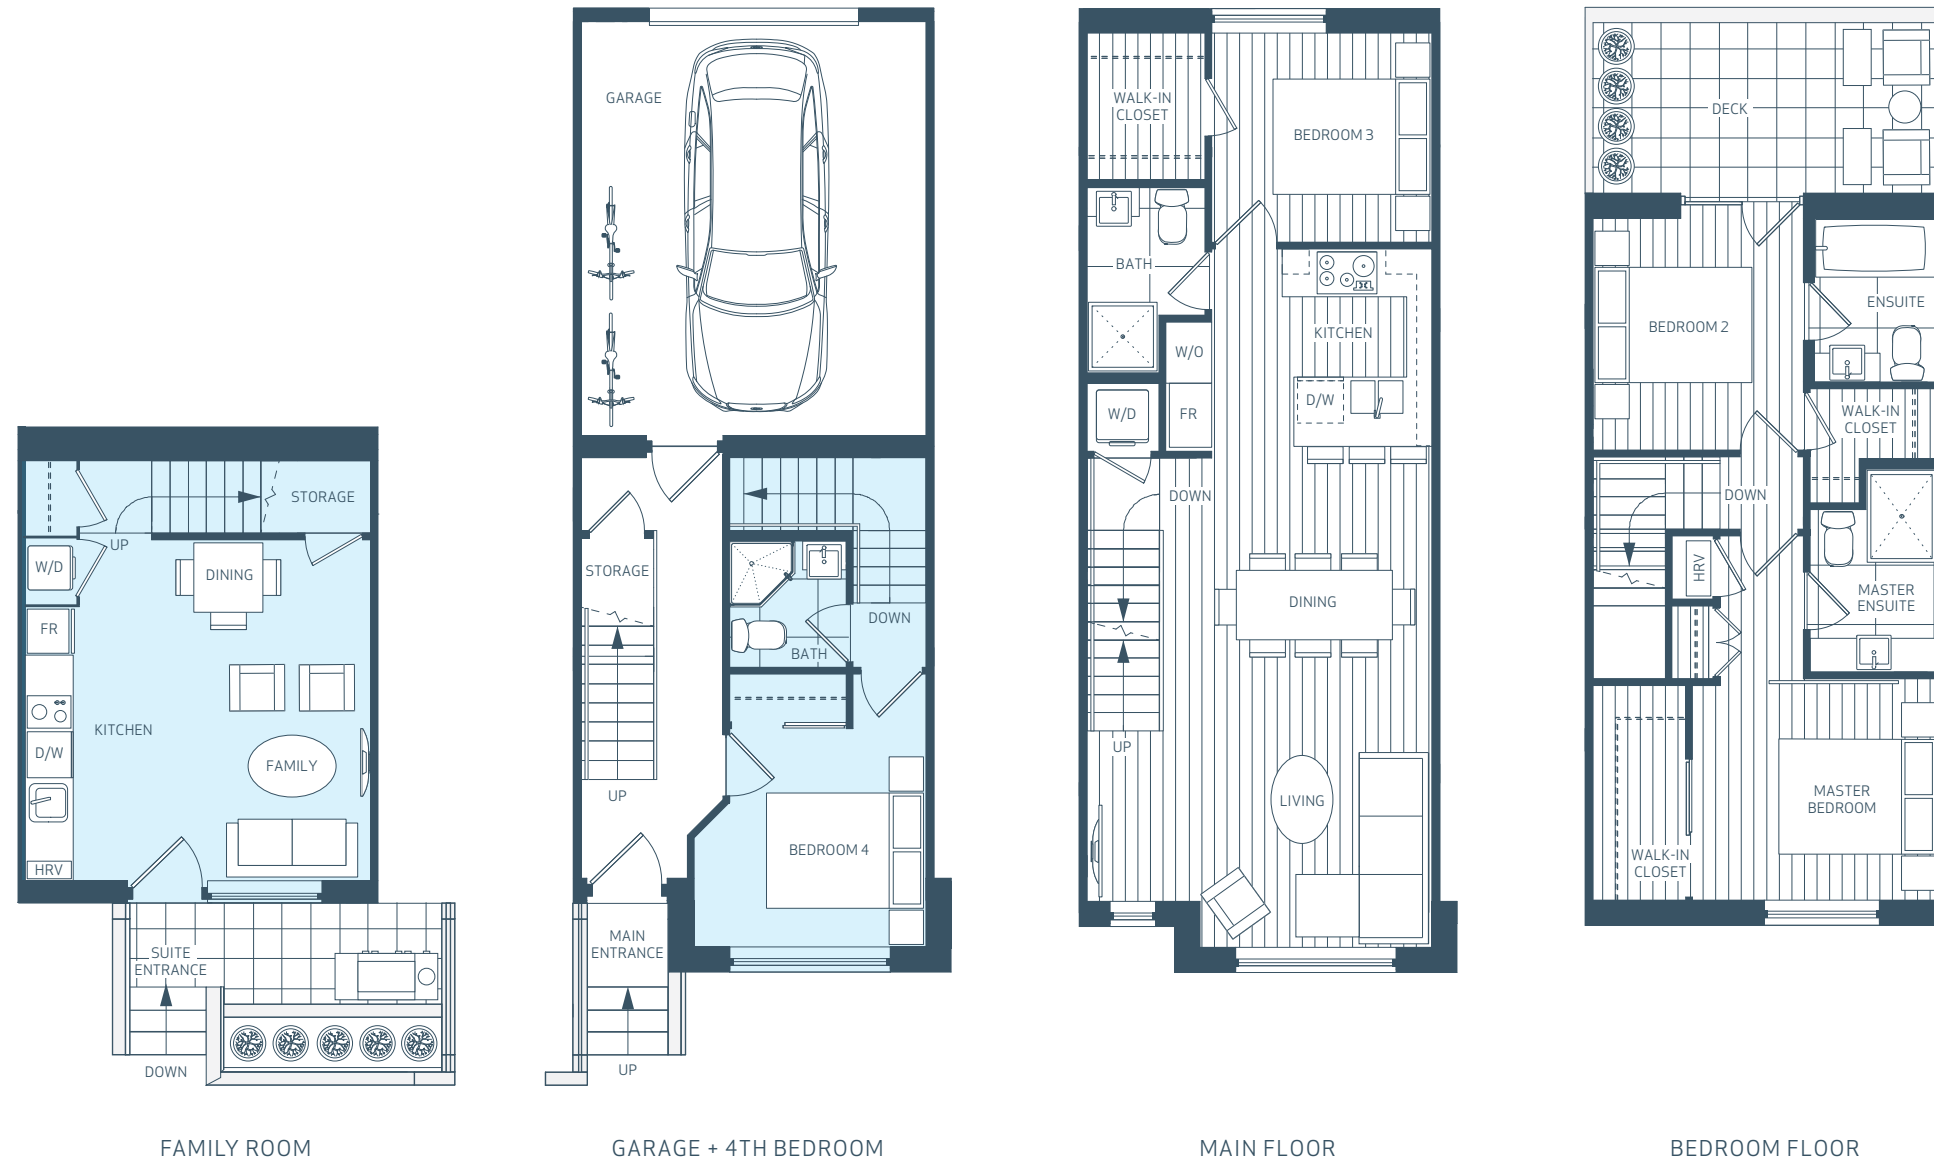 STORAGE
UP
W/D
DINING
FR
KITCHEN
D/W
FAMILY
HRV
SUITE
ENTRANCE
DOWN
FAMILY ROOM
GARAGE
STORAGE
DOWN
BATH
UP
BEDROOM 4
MAIN
ENTRANCE
UP
GARAGE + 4TH BEDROOM
WALK-IN
CLOSET
BEDROOM 3
BATH
KITCHEN
W/O
D/W
W/D
FR
DOWN
DINING
UP
LIVING
MAIN FLOOR
DECK
ENSUITE
BEDROOM 2
WALK-IN
CLOSET
DOWN
HRV
MASTER
ENSUITE
MASTER
BEDROOM
WALK-IN
CLOSET
BEDROOM FLOOR